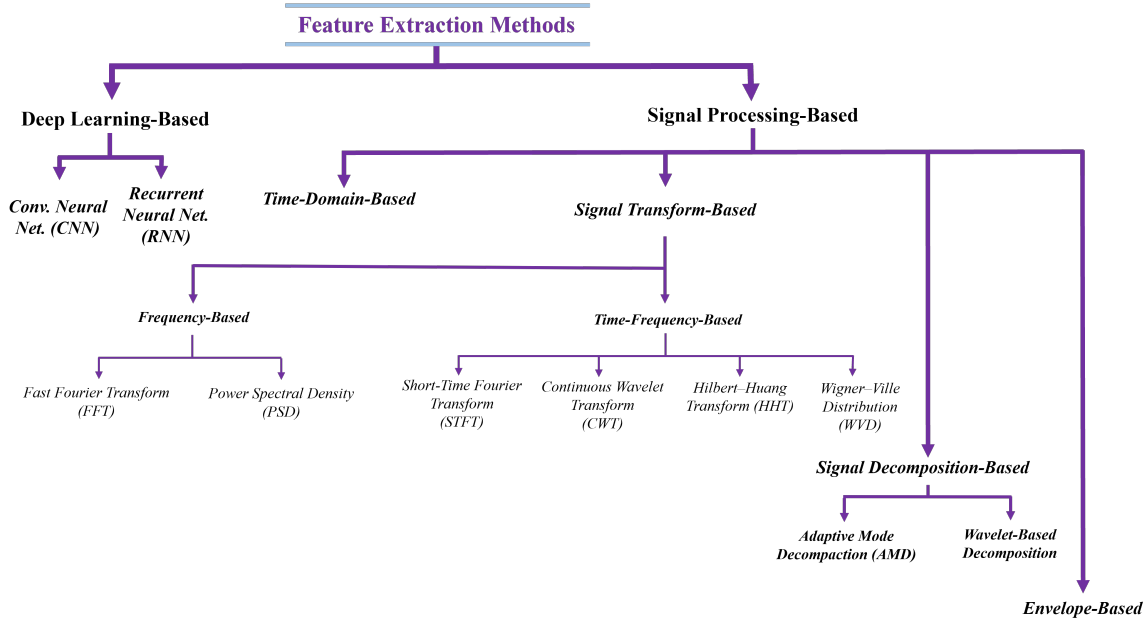 Feature Extraction Methods
Deep Learning-Based
Signal Processing-Based
Conv. Neural
Net. (CNN)
Recurrent
Neural Net.
(RNN)
Time-Domain-Based
Signal Transform-Based
Frequency-Based
Time-Frequency-Based
Fast Fourier Transform
(FFT)
Power Spectral Density
(PSD)
Short-Time Fourier
Transform
(STFT)
Continuous Wavelet
Transform
(CWT)
Hilbert–Huang
Transform (HHT)
Wigner–Ville
Distribution
(WVD)
Signal Decomposition-Based
Adaptive Mode
Decompaction (AMD)
Wavelet-Based
Decomposition
Envelope-Based